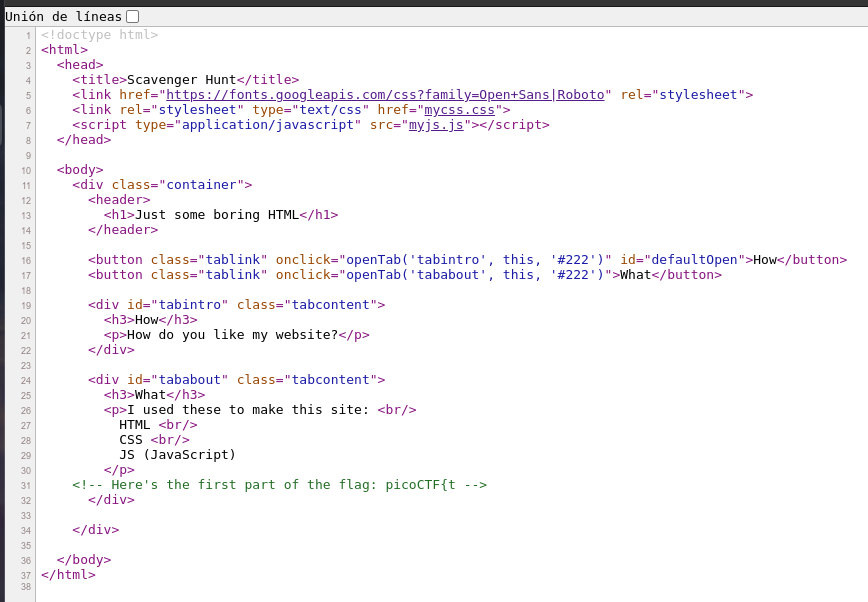 Unión de líneas
1 <!doctype html>
2 <html>
3 <head>
4 <title>Scavenger Hunt</title>
5 <link href="https://fonts.googleapis.com/css?family=Open+Sans|Roboto" rel="stylesheet">
6 <link rel="stylesheet" type="text/css" href="mycss.css">
7 <script type="application/javascript" src="myjs.js"></script>
8 </head>
9
10 <body>
11 <div class="container">
12 <header>
13 <h1>Just some boring HTML</h1>
14 </header>
15
16 <button class="tablink" onclick="openTab('tabintro', this, '#222')" id="defaultOpen">How</button>
17 <button class="tablink" onclick="openTab('tababout', this, '#222')">What</button>
18
19 <div id="tabintro" class="tabcontent">
20 <h3>How</h3>
21 <p>How do you like my website?</p>
22 </div>
23
24 <div id="tababout" class="tabcontent">
25 <h3>What</h3>
26 <p>I used these to make this site: <br/>
27 HTML <br/>
28 CSS <br/>
29 JS (JavaScript)
30 </p>
31 <!-- Here's the first part of the flag: picoCTF{t -->
32 </div>
33
34 </div>
35
36 </body>
37 </html>
38